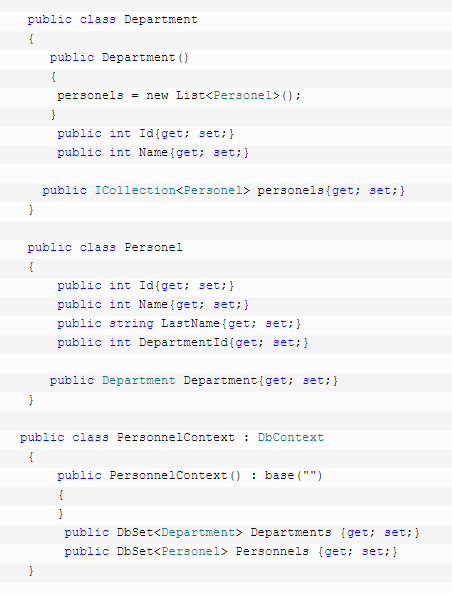 public class Department
{
public Department()
{
personels = new List<Personel>();
}
public int Id{get; set;}
public int Name{get; set;}
public ICollection<Personel> personels{get; set;}
}
public class Personel
{
public int Id{get; set;}
public int Name{get; set;}
public string LastName{get; set;}
public int DepartmentId{get; set;}
public Department Department{get; set;}
}
public class PersonnelContext : DbContext
{
public PersonnelContext() : base("")
{
}
public DbSet<Department> Departments {get; set;}
public DbSet<Personel> Personnels {get; set;}
}